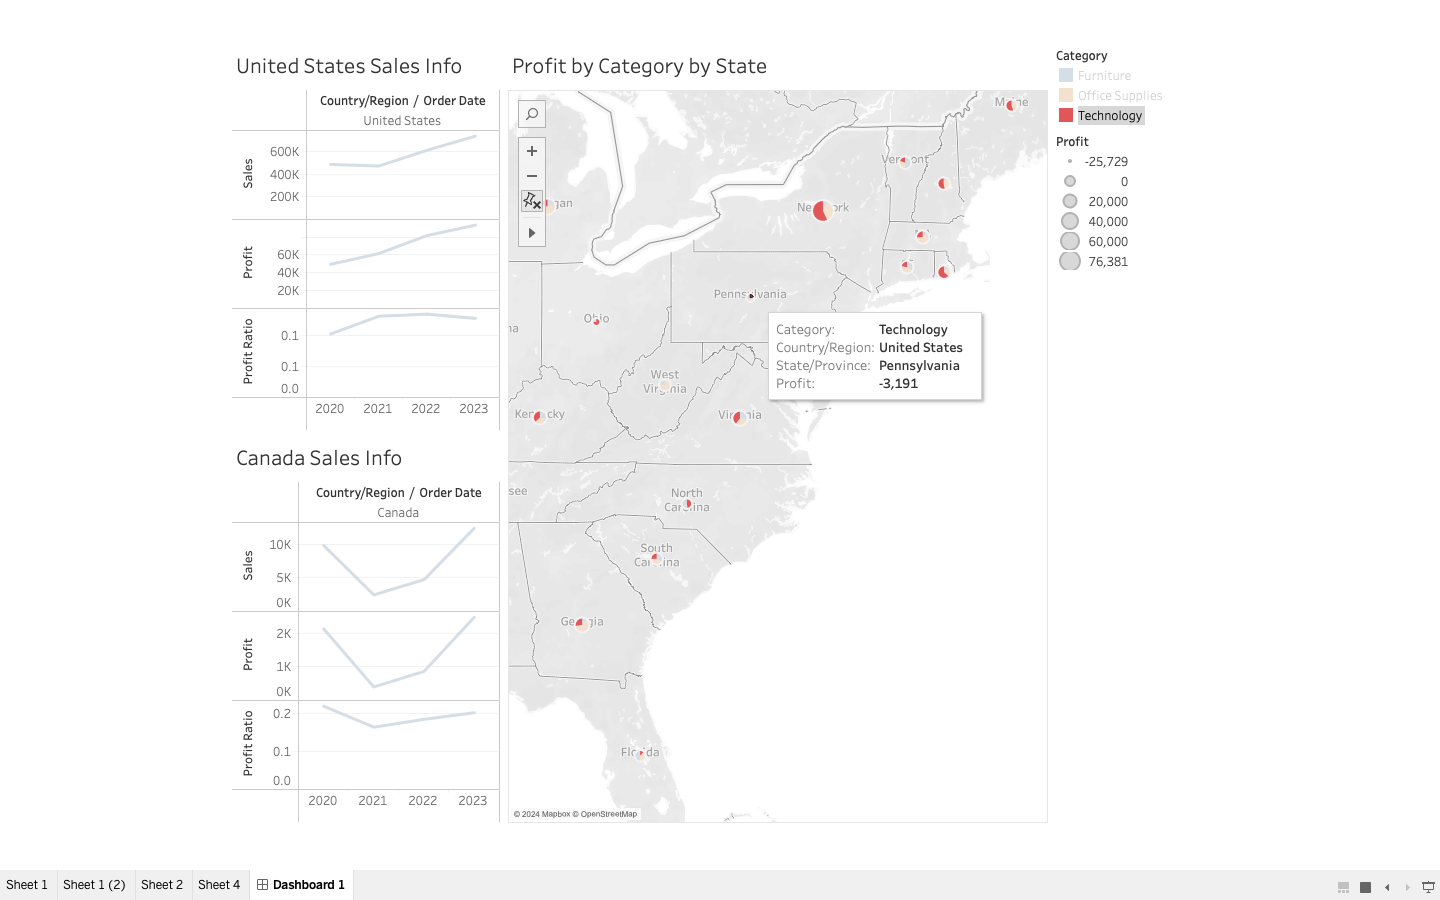 United States Sales Info
Country/Region / Order Date
United States
Sales
600K
400K
200K
Profit
60K
40K
20K
Profit Ratio
0.1
0.1
0.0
2020 2021 2022 2023
Canada Sales Info
Country/Region / Order Date
Canada
Sales
10K
5K
0K
Profit
2K
1K
0K
Profit Ratio
0.2
0.1
0.0
2020 2021 2022 2023
Profit by Category by State
Vermont
New York
Pennsylvania
Ohio
West
Virginia
Kentucky
Virginia
see
North
Carolina
South
Carolina
Georgia
Florida
Maine
gan
na
Category: Technology
Country/Region: United States
State/Province: Pennsylvania
Profit: -3,191
© 2024 Mapbox © OpenStreetMap
Category
Furniture
Office Supplies
Technology
Profit
-25,729
0
20,000
40,000
60,000
76,381
Sheet 1 Sheet 1 (2) Sheet 2 Sheet 4 Dashboard 1